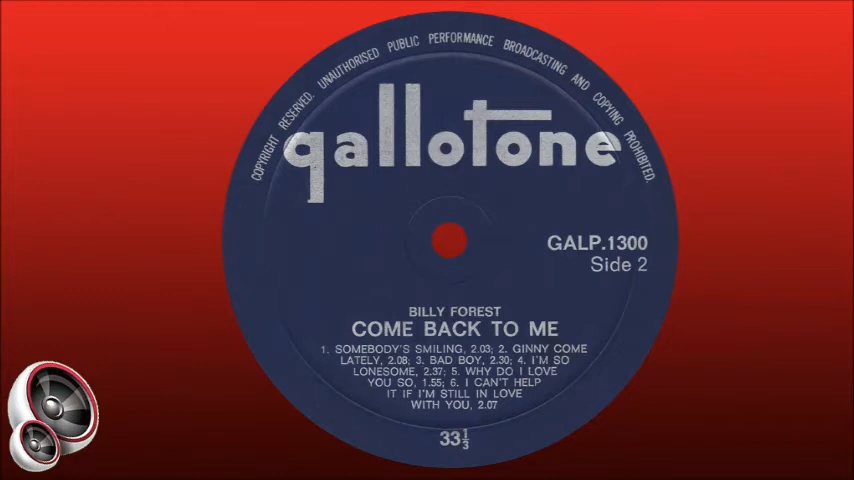 COPYRIGHT RESERVED. UNAUTHORISED PUBLIC PERFORMANCE BROADCASTING AND COPYING PROHIBITED.
gallotone
GALP.1300
Side 2
BILLY FOREST
COME BACK TO ME
1. SOMEBODY'S SMILING, 2.03; 2. GINNY COME
LATELY, 2.08; 3. BAD BOY, 2.30; 4. I'M SO
LONESOME, 2.37; 5. WHY DO I LOVE
YOU SO, 1.55; 6. I CAN'T HELP
IT IF I'M STILL IN LOVE
WITH YOU, 2.07
33⅓